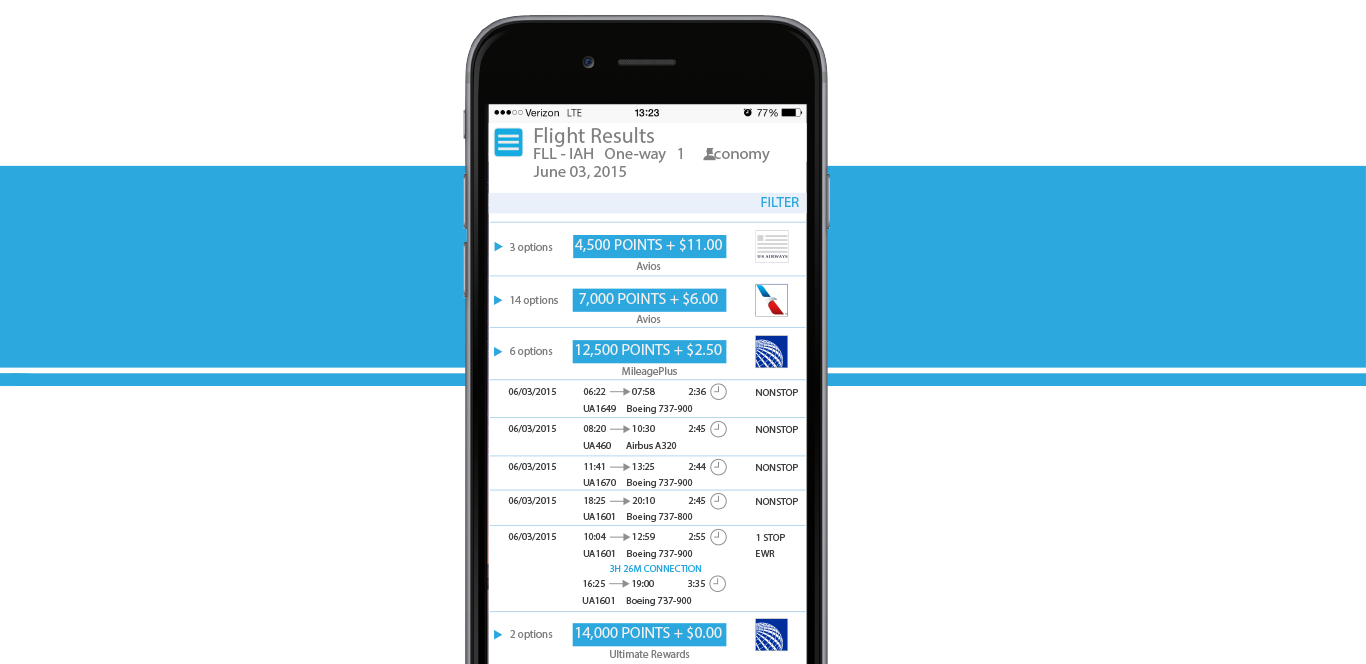 Verizon LTE 13:23 77%
Flight Results
FLL - IAH One-way 1 Economy
June 03, 2015
FILTER
3 options 4,500 POINTS + $11.00 US AIRWAYS
Avios
14 options 7,000 POINTS + $6.00
Avios
6 options 12,500 POINTS + $2.50
MileagePlus
06/03/2015 06:22 07:58 2:36 NONSTOP
UA1649 Boeing 737-900
06/03/2015 08:20 10:30 2:45 NONSTOP
UA460 Airbus A320
06/03/2015 11:41 13:25 2:44 NONSTOP
UA1670 Boeing 737-900
06/03/2015 18:25 20:10 2:45 NONSTOP
UA1601 Boeing 737-800
06/03/2015 10:04 12:59 2:55 1 STOP
UA1601 Boeing 737-900 EWR
3H 26M CONNECTION
16:25 19:00 3:35
UA1601 Boeing 737-900
2 options 14,000 POINTS + $0.00
Ultimate Rewards